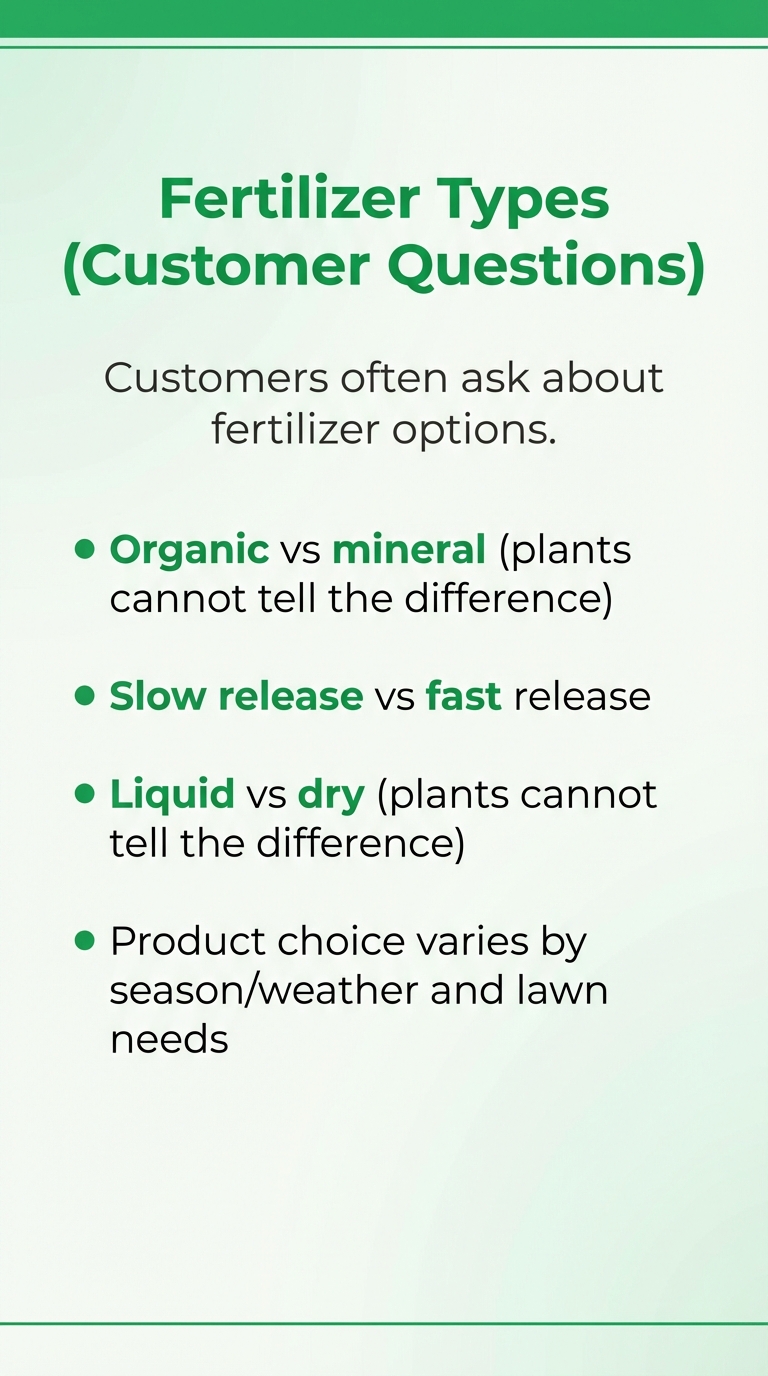 Fertilizer Types
(Customer Questions)
Customers often ask about
fertilizer options.
• Organic vs mineral (plants
cannot tell the difference)
• Slow release vs fast release
• Liquid vs dry (plants cannot
tell the difference)
• Product choice varies by
season/weather and lawn
needs